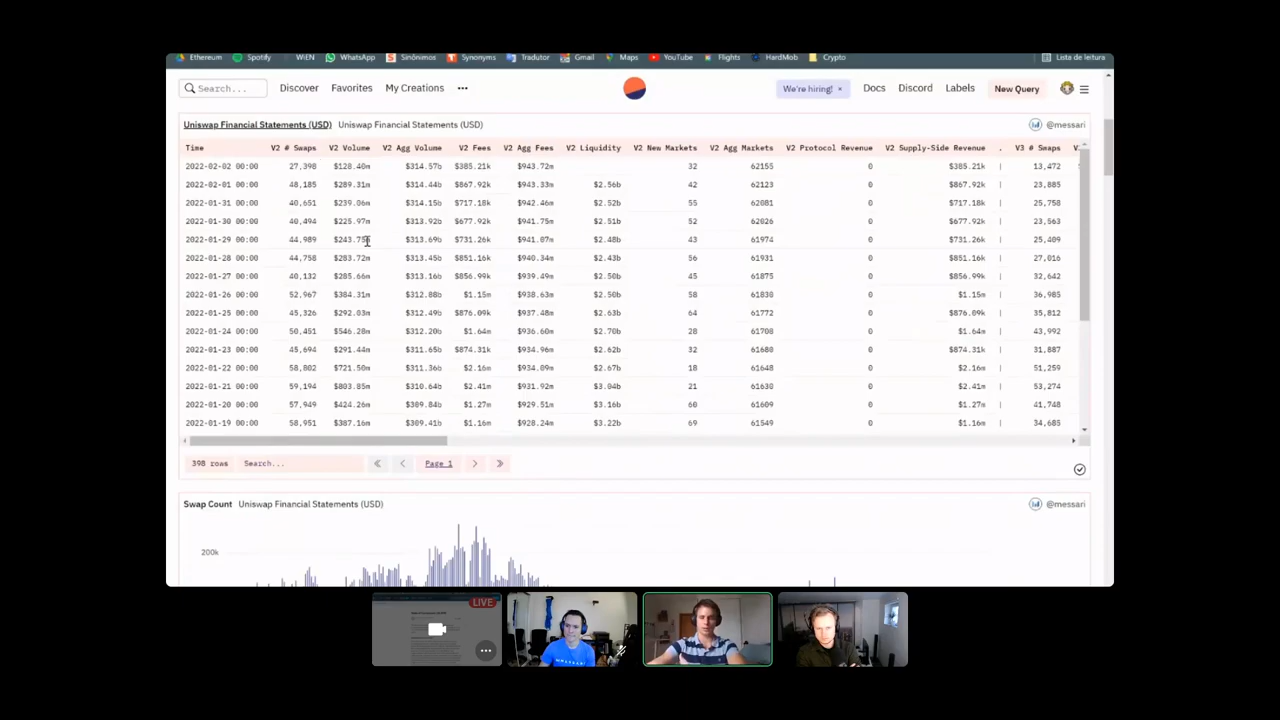 Ethereum Spotify WiEN WhatsApp Sinônimos Synonyms Tradutor Gmail Maps YouTube Flights HardMob Crypto Lista de leitura
Search... Discover Favorites My Creations ••• We're hiring! × Docs Discord Labels New Query
Uniswap Financial Statements (USD) Uniswap Financial Statements (USD) @messari
Time V2 # Swaps V2 Volume V2 Agg Volume V2 Fees V2 Agg Fees V2 Liquidity V2 New Markets V2 Agg Markets V2 Protocol Revenue V2 Supply-Side Revenue . V3 # Swaps
2022-02-02 00:00 27,398 $128.40m $314.57b $385.21k $943.72m 32 62155 0 $385.21k | 13,472
2022-02-01 00:00 48,185 $289.31m $314.44b $867.92k $943.33m $2.56b 42 62123 0 $867.92k | 23,885
2022-01-31 00:00 40,651 $239.06m $314.15b $717.18k $942.46m $2.52b 55 62081 0 $717.18k | 25,758
2022-01-30 00:00 40,494 $225.97m $313.92b $677.92k $941.75m $2.51b 52 62026 0 $677.92k | 23,563
2022-01-29 00:00 44,989 $313.69b $731.26k $941.07m $2.48b 43 61974 0 $731.26k | 25,409
2022-01-28 00:00 44,758 $283.72m $313.45b $851.16k $940.34m $2.43b 56 61931 0 $851.16k | 27,016
2022-01-27 00:00 40,132 $285.66m $313.16b $856.99k $939.49m $2.50b 45 61875 0 $856.99k | 32,642
2022-01-26 00:00 52,967 $384.31m $312.88b $1.15m $938.63m $2.50b 58 61830 0 $1.15m | 36,985
2022-01-25 00:00 45,326 $292.03m $312.49b $876.09k $937.48m $2.63b 64 61772 0 $876.09k | 35,812
2022-01-24 00:00 50,451 $546.28m $312.20b $1.64m $936.60m $2.70b 28 61708 0 $1.64m | 43,992
2022-01-23 00:00 45,694 $291.44m $311.65b $874.31k $934.96m $2.62b 32 61680 0 $874.31k | 31,887
2022-01-22 00:00 58,802 $721.50m $311.36b $2.16m $934.09m $2.67b 18 61648 0 $2.16m | 51,259
2022-01-21 00:00 59,194 $803.85m $310.64b $2.41m $931.92m $3.04b 21 61630 0 $2.41m | 53,274
2022-01-20 00:00 57,949 $424.26m $309.84b $1.27m $929.51m $3.16b 60 61609 0 $1.27m | 41,748
2022-01-19 00:00 58,951 $387.16m $309.41b $1.16m $928.24m $3.22b 69 61549 0 $1.16m | 34,685
398 rows Search... Page 1
Swap Count Uniswap Financial Statements (USD) @messari
200k
LIVE